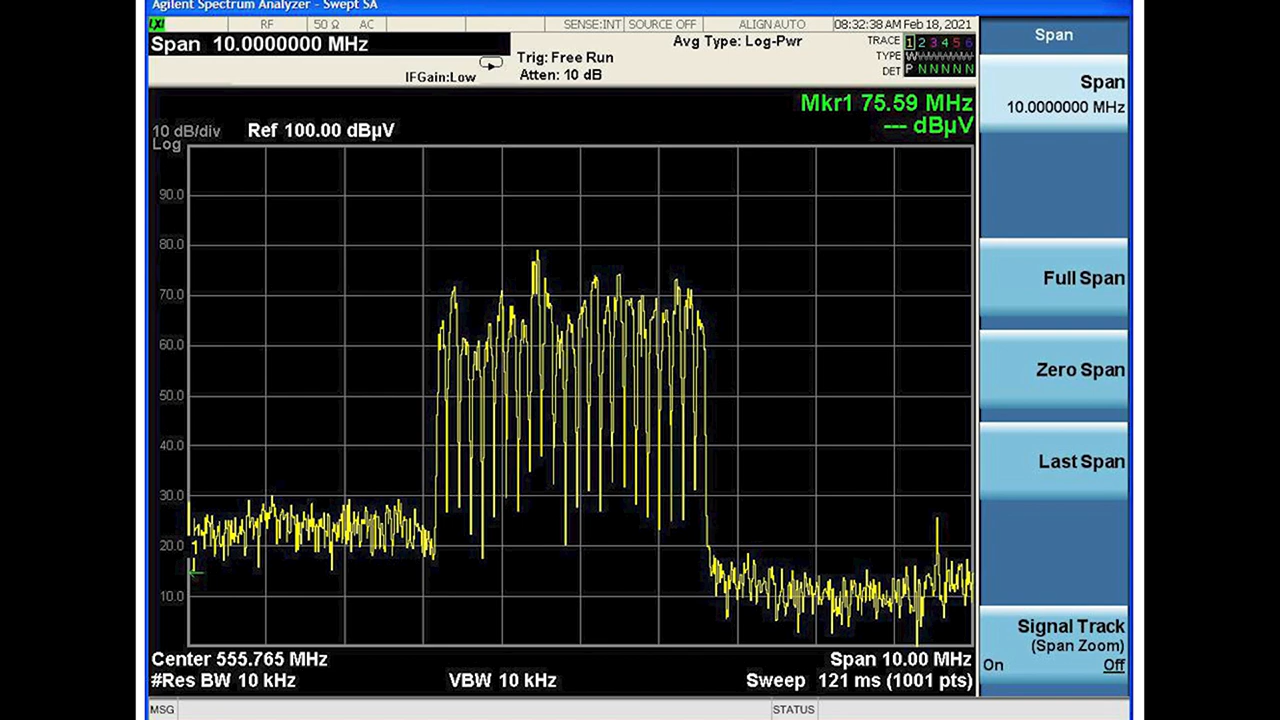 Agilent Spectrum Analyzer - Swept SA
LXI RF 50 Ω AC SENSE:INT SOURCE OFF ALIGN AUTO 08:32:38 AM Feb 18, 2021
Span 10.0000000 MHz
Trig: Free Run
Avg Type: Log-Pwr
TRACE 1 2 3 4 5 6
TYPE W
IFGain:Low
Atten: 10 dB
DET P N N N N N
Mkr1 75.59 MHz
--- dBµV
10 dB/div
Log
Ref 100.00 dBµV
90.0
80.0
70.0
60.0
50.0
40.0
30.0
20.0
10.0
Center 555.765 MHz
Span 10.00 MHz
#Res BW 10 kHz
VBW 10 kHz
Sweep 121 ms (1001 pts)
MSG
STATUS
Span
Span
10.0000000 MHz
Full Span
Zero Span
Last Span
Signal Track
(Span Zoom)
On Off